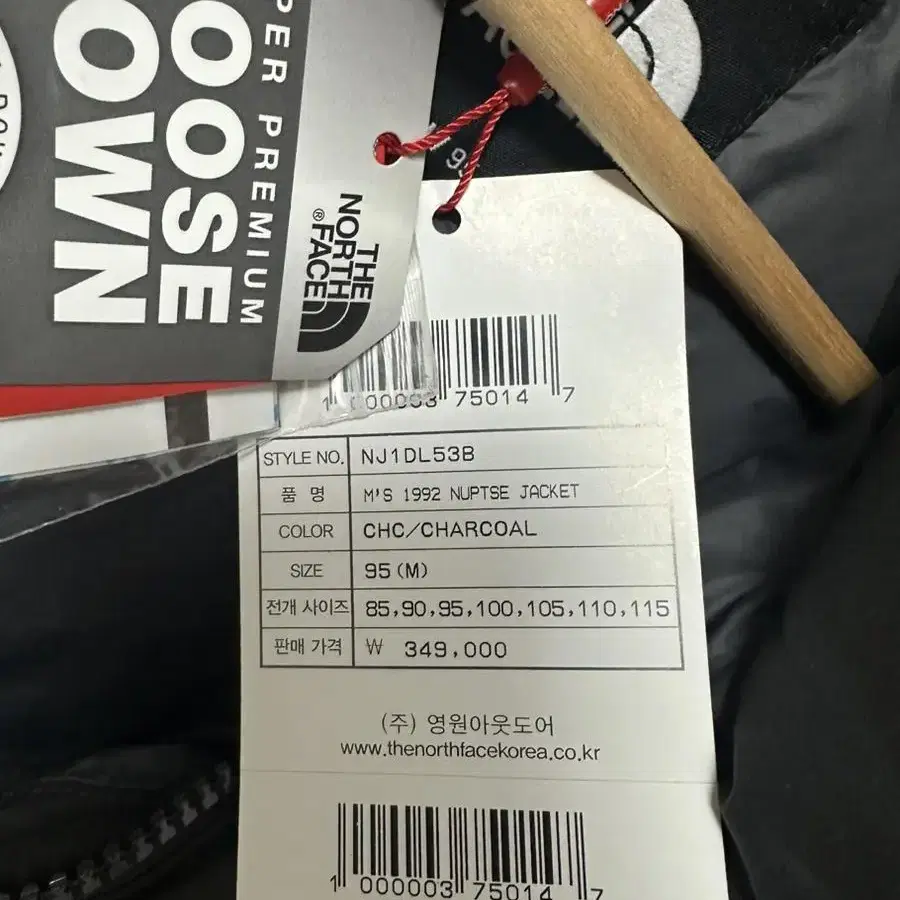 PER PREMIUM
OOSE
OWN
THE
NORTH
FACE®
1 000003 75014 7
STYLE NO. NJ1DL53B
품 명 M'S 1992 NUPTSE JACKET
COLOR CHC/CHARCOAL
SIZE 95(M)
전개 사이즈 85,90,95,100,105,110,115
판매 가격 ₩ 349,000
(주) 영원아웃도어
www.thenorthfacekorea.co.kr
1 000003 75014 7